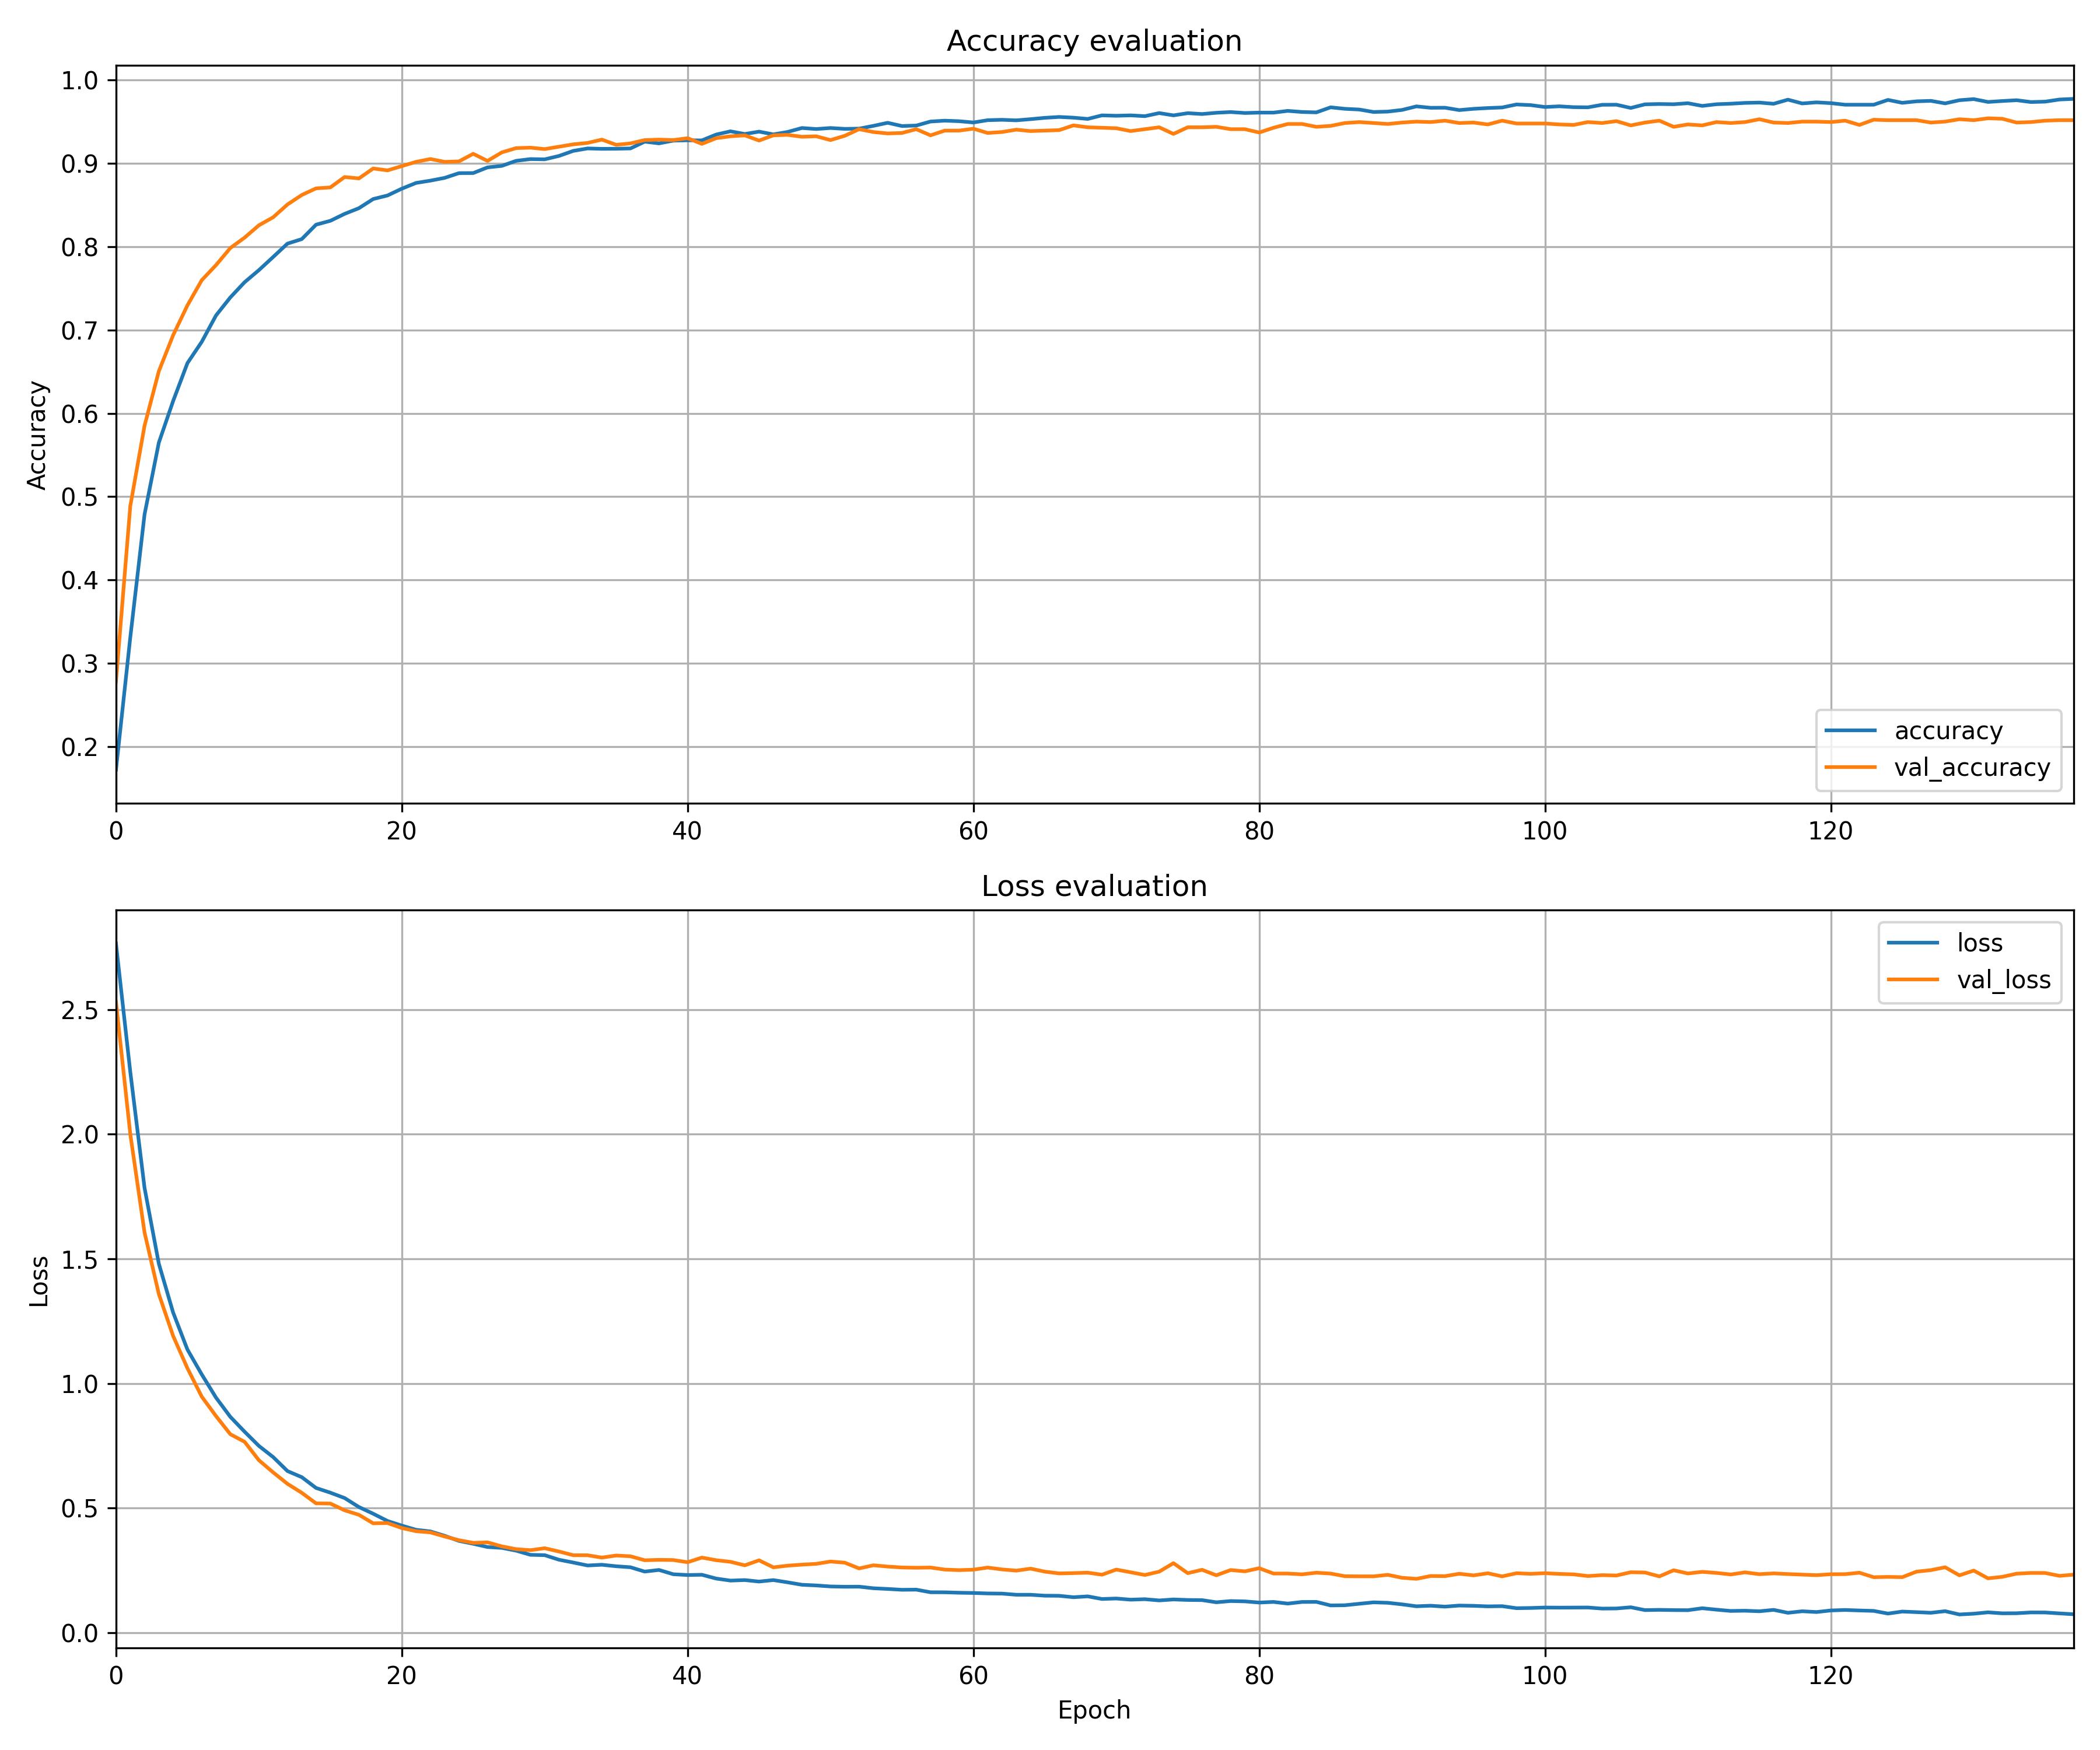 Accuracy evaluation
1.0
0.9
0.8
0.7
0.6
0.5
0.4
0.3
0.2
Accuracy
accuracy
val_accuracy
0 20 40 60 80 100 120
Loss evaluation
loss
val_loss
2.5
2.0
1.5
1.0
0.5
0.0
Loss
0 20 40 60 80 100 120
Epoch